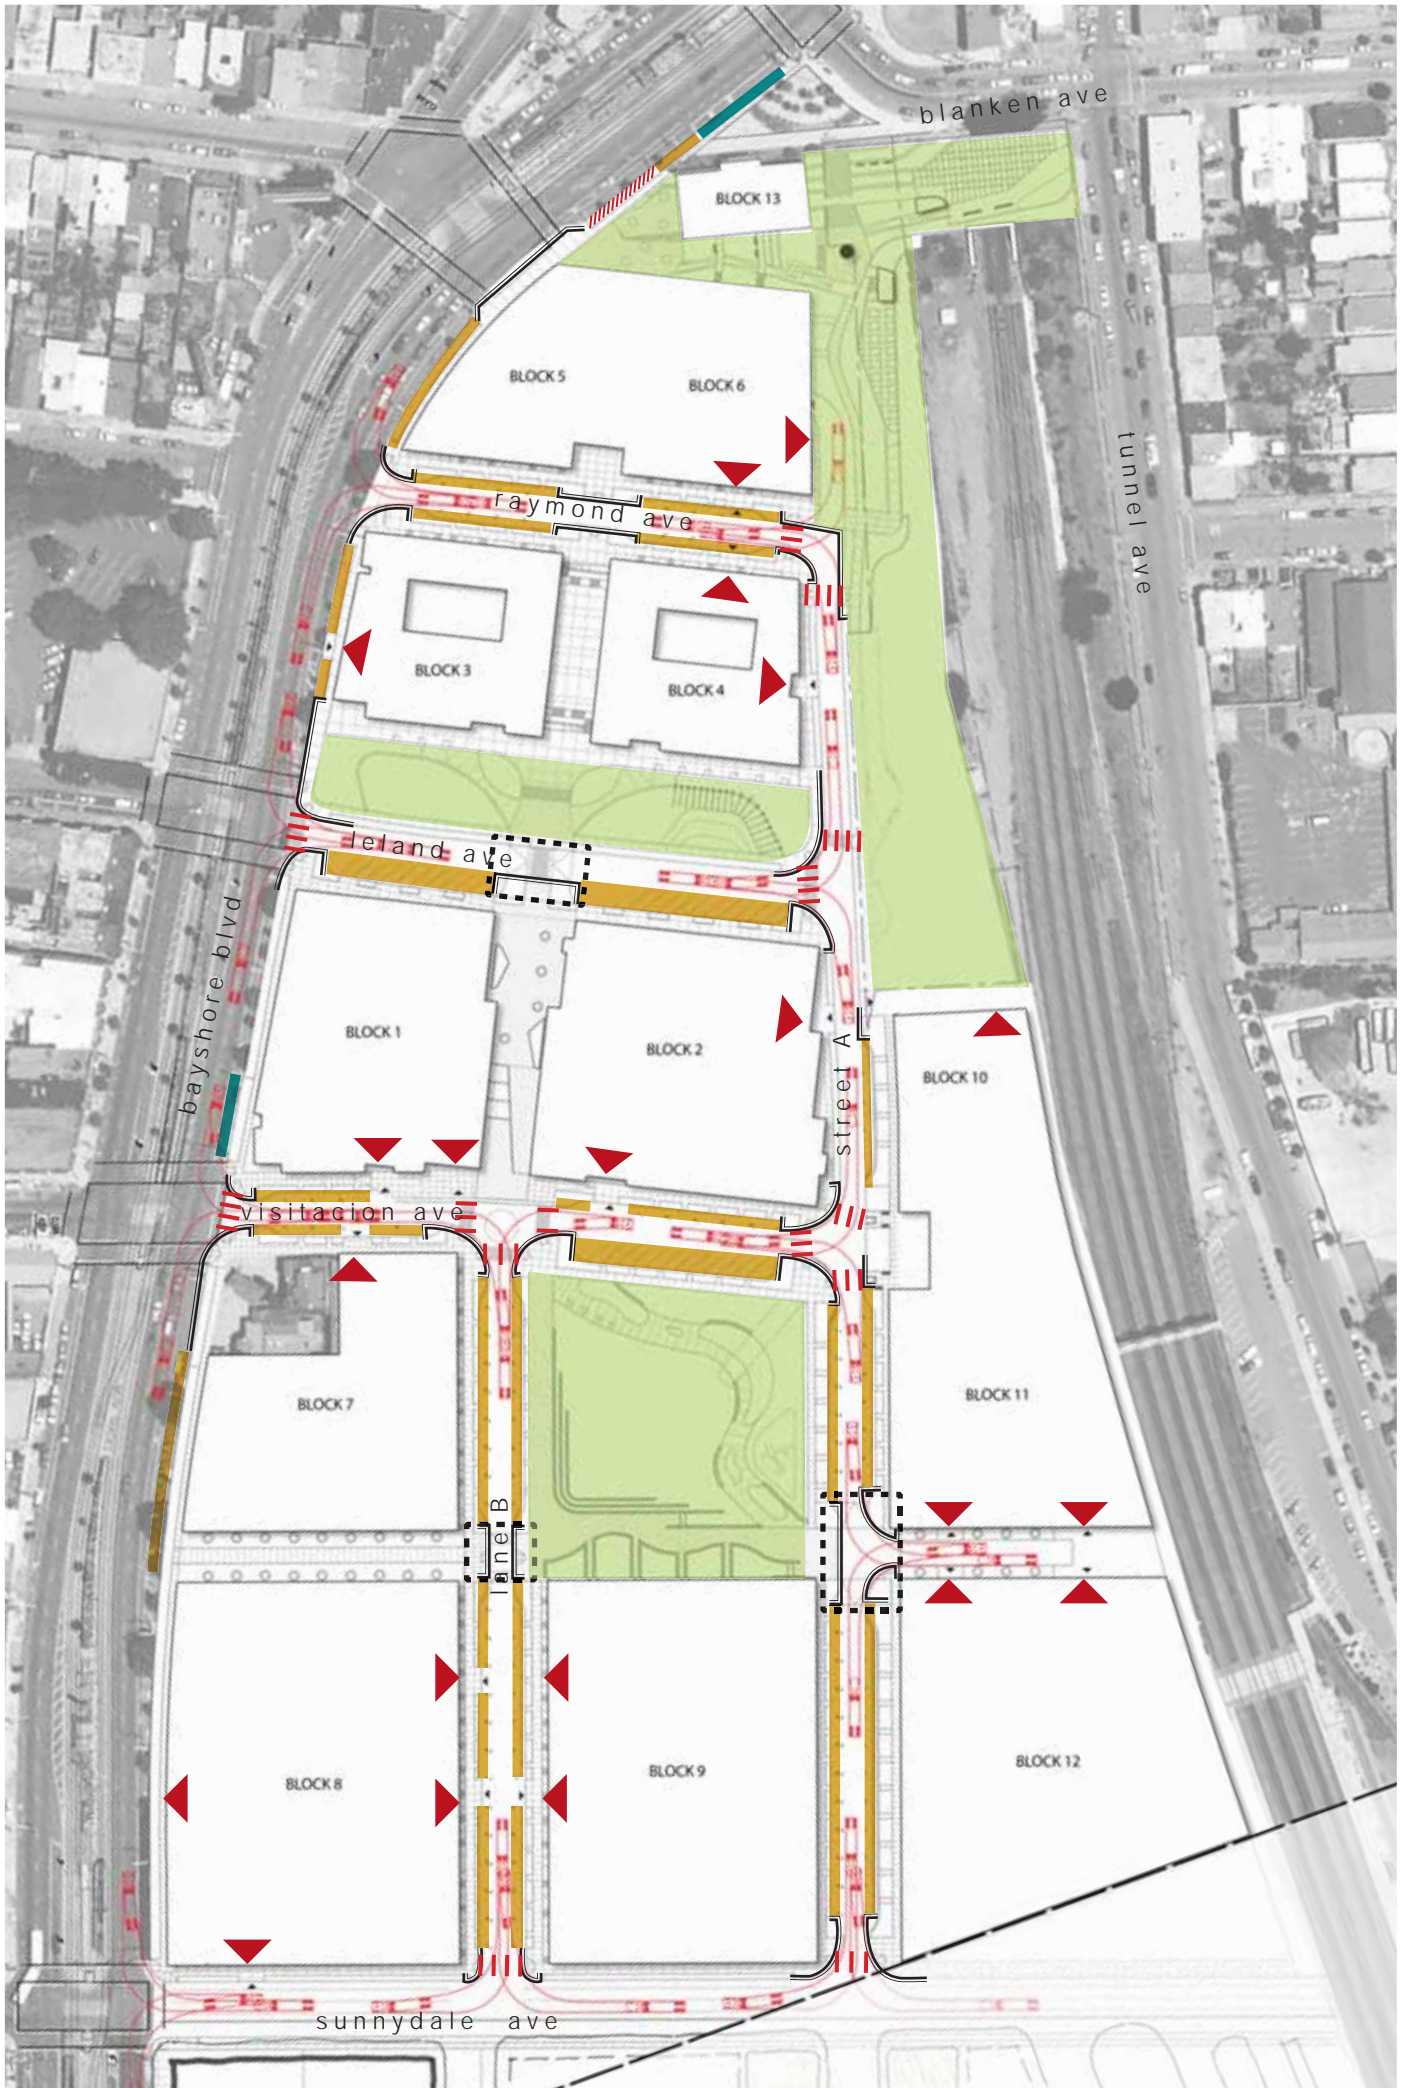 blanken ave
BLOCK 13
BLOCK 5
BLOCK 6
tunnel ave
raymond ave
BLOCK 3
BLOCK 4
leland ave
bayshore blvd
BLOCK 1
BLOCK 2
street A
BLOCK 10
visitacion ave
BLOCK 7
BLOCK 11
lane B
BLOCK 8
BLOCK 9
BLOCK 12
sunnydale ave